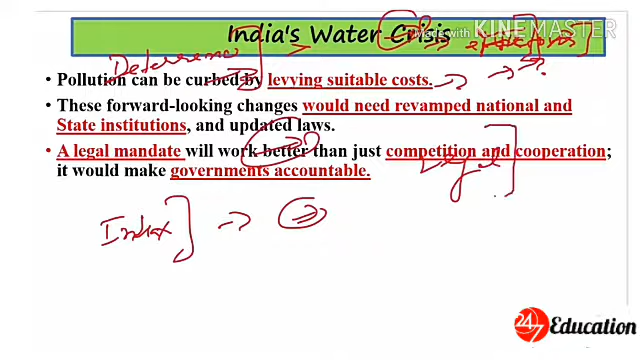 India's Water Crisis
Made with KINEMASTER
Deterrence
• Pollution can be curbed by levying suitable costs.
• These forward-looking changes would need revamped national and
State institutions, and updated laws.
• A legal mandate will work better than just competition and cooperation;
it would make governments accountable.
Legal
Index
24/7 Education